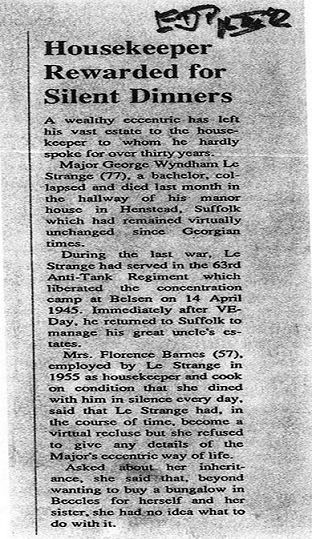 Housekeeper
Rewarded for
Silent Dinners
A wealthy eccentric has left
his vast estate to the house-
keeper to whom he hardly
spoke for over thirty years.
Major George Wyndham Le
Strange (77), a bachelor, col-
lapsed and died last month in
the hallway of his manor
house in Henstead, Suffolk
which had remained virtually
unchanged since Georgian
times.
During the last war, Le
Strange had served in the 63rd
Anti-Tank Regiment which
liberated the concentration
camp at Belsen on 14 April
1945. Immediately after VE-
Day, he returned to Suffolk to
manage his great uncle's es-
tates.
Mrs. Florence Barnes (57),
employed by Le Strange in
1955 as housekeeper and cook
on condition that she dined
with him in silence every day,
said that Le Strange had, in
the course of time, become a
virtual recluse but she refused
to give any details of the
Major's eccentric way of life.
Asked about her inherit-
ance, she said that, beyond
wanting to buy a bungalow in
Beccles for herself and her
sister, she had no idea what to
do with it.